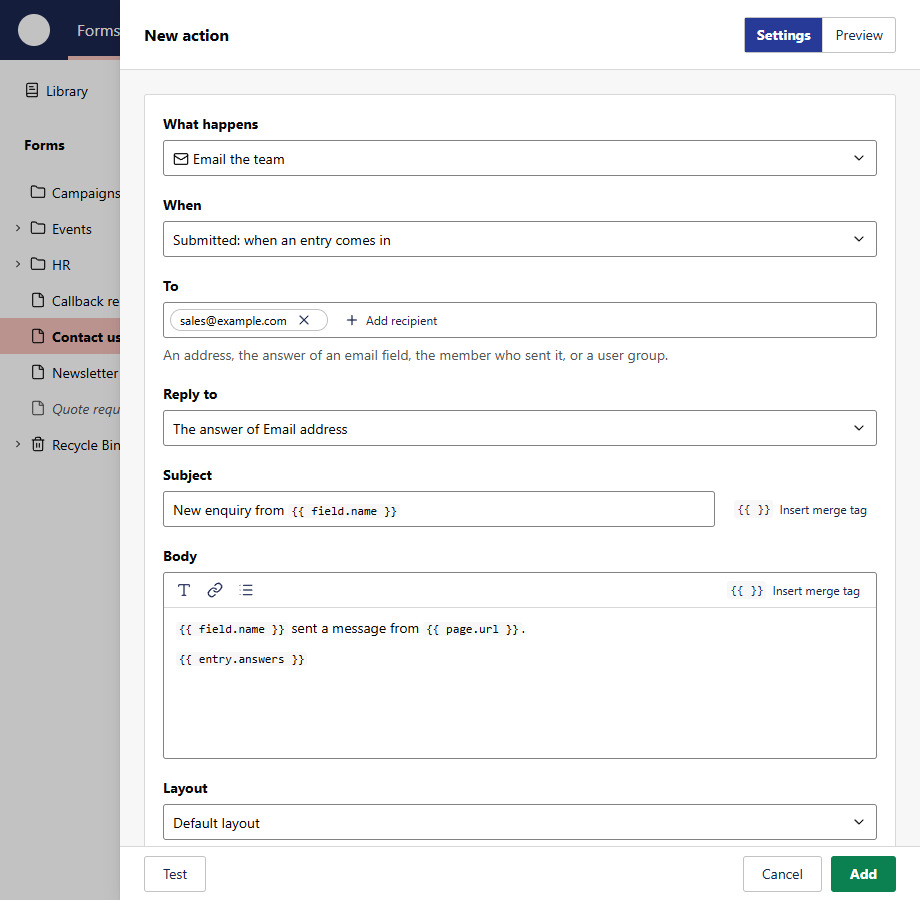 Forms
New action
Settings
Preview
Library
Forms
Campaigns
Events
HR
Callback re
Contact us
Newsletter
Quote requ
Recycle Bin
What happens
Email the team
When
Submitted: when an entry comes in
To
sales@example.com
Add recipient
An address, the answer of an email field, the member who sent it, or a user group.
Reply to
The answer of Email address
Subject
New enquiry from {{ field.name }}
{{ }} Insert merge tag
Body
{{ }} Insert merge tag
{{ field.name }} sent a message from {{ page.url }}.
{{ entry.answers }}
Layout
Default layout
Test
Cancel
Add